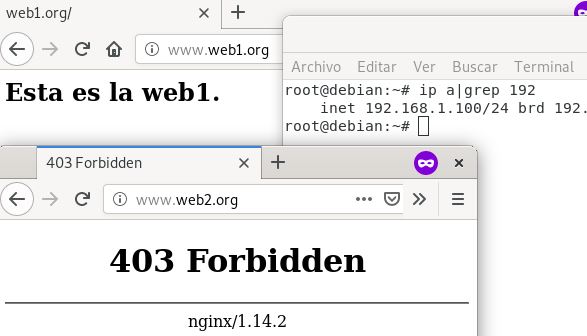 web1.org/
www.web1.org
Esta es la web1.
Archivo Editar Ver Buscar Terminal
root@debian:~# ip a|grep 192
inet 192.168.1.100/24 brd 192.
root@debian:~#
403 Forbidden
www.web2.org
403 Forbidden
nginx/1.14.2